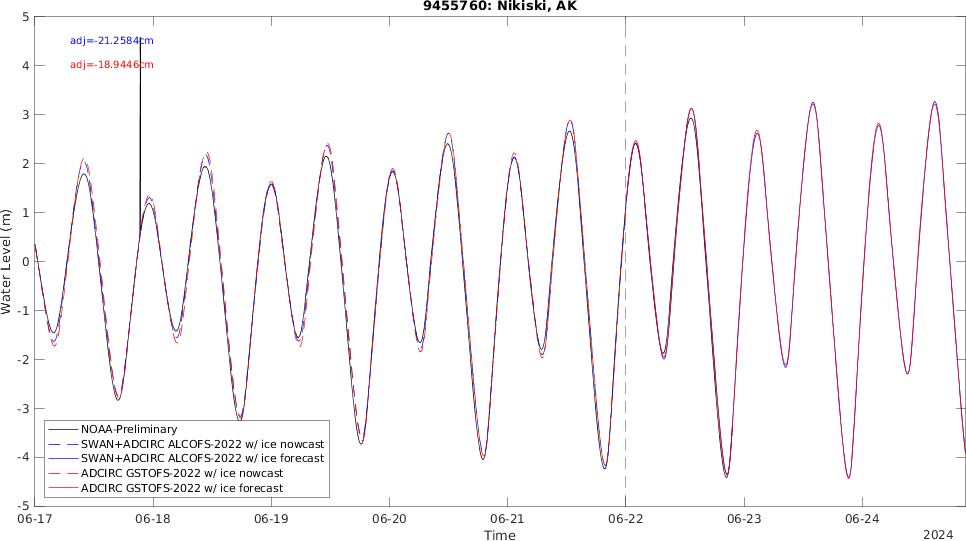 9455760: Nikiski, AK
adj=-21.2584cm
adj=-18.9446cm
5
4
3
2
1
0
-1
-2
-3
-4
-5
Water Level (m)
NOAA-Preliminary
SWAN+ADCIRC ALCOFS-2022 w/ ice nowcast
SWAN+ADCIRC ALCOFS-2022 w/ ice forecast
ADCIRC GSTOFS-2022 w/ ice nowcast
ADCIRC GSTOFS-2022 w/ ice forecast
06-17 06-18 06-19 06-20 06-21 06-22 06-23 06-24
Time
2024